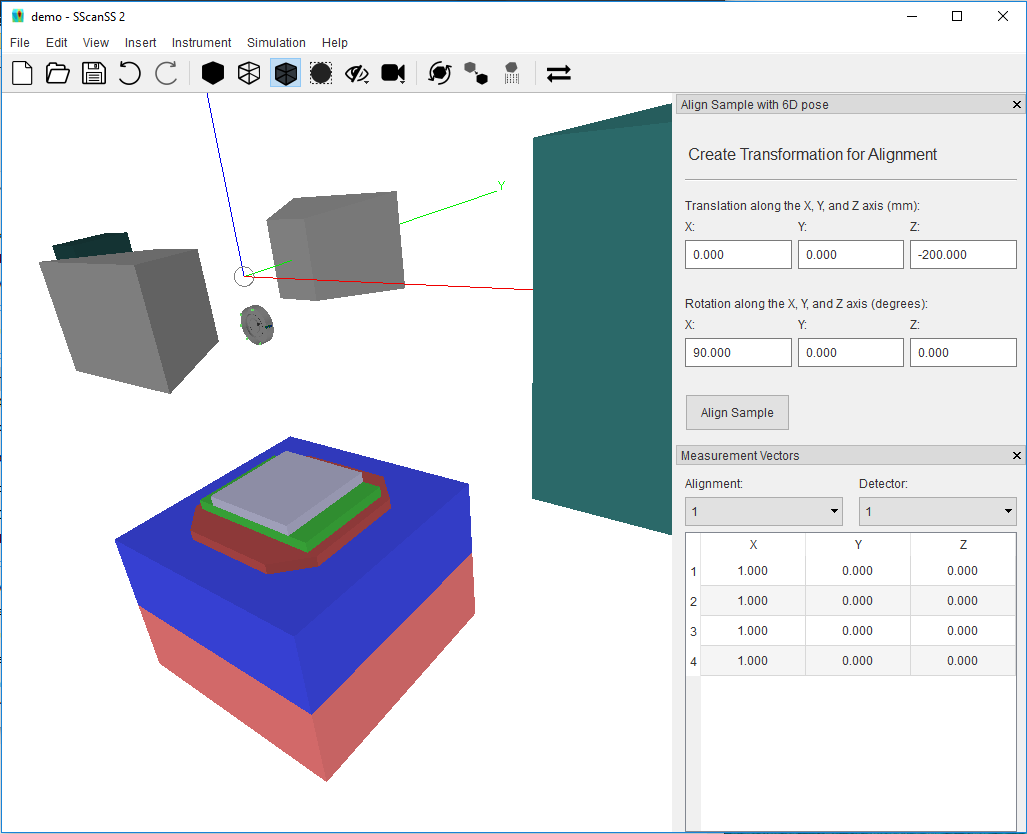 demo - SScanSS 2
File Edit View Insert Instrument Simulation Help
Y
Align Sample with 6D pose
Create Transformation for Alignment
Translation along the X, Y, and Z axis (mm):
X: Y: Z:
0.000 0.000 -200.000
Rotation along the X, Y, and Z axis (degrees):
X: Y: Z:
90.000 0.000 0.000
Align Sample
Measurement Vectors
Alignment: Detector:
1 1
X Y Z
1 1.000 0.000 0.000
2 1.000 0.000 0.000
3 1.000 0.000 0.000
4 1.000 0.000 0.000